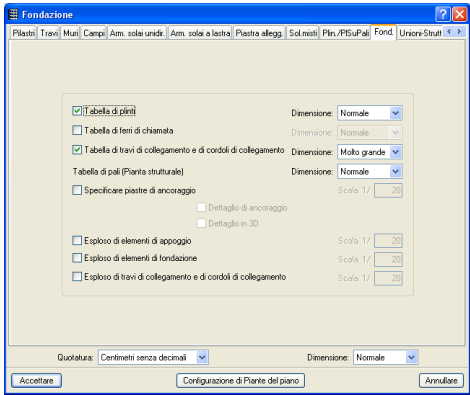 Fondazione
Pilastri Travi Muri Campi Arm. solai unidir. Arm. solai a lastra Piastra allegg. Sol.misti Plin./PlSuPali Fond. Unioni-Strutt
Tabella di plinti Dimensione: Normale
Tabella di ferri di chiamata Dimensione: Normale
Tabella di travi di collegamento e di cordoli di collegamento Dimensione: Molto grande
Tabella di pali (Pianta strutturale) Dimensione: Normale
Specificare piastre di ancoraggio Scala 1/ 20
Dettaglio di ancoraggio
Dettaglio in 3D
Esploso di elementi di appoggio Scala 1/ 20
Esploso di elementi di fondazione Scala 1/ 20
Esploso di travi di collegamento e di cordoli di collegamento Scala 1/ 20
Quotatura: Centimetri senza decimali Dimensione: Normale
Accettare Configurazione di Piante del piano Annullare